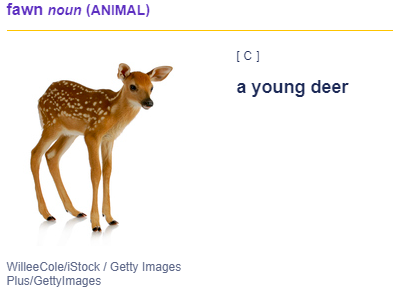 fawn noun (ANIMAL)
[ C ]
a young deer
WilleeCole/iStock / Getty Images
Plus/GettyImages